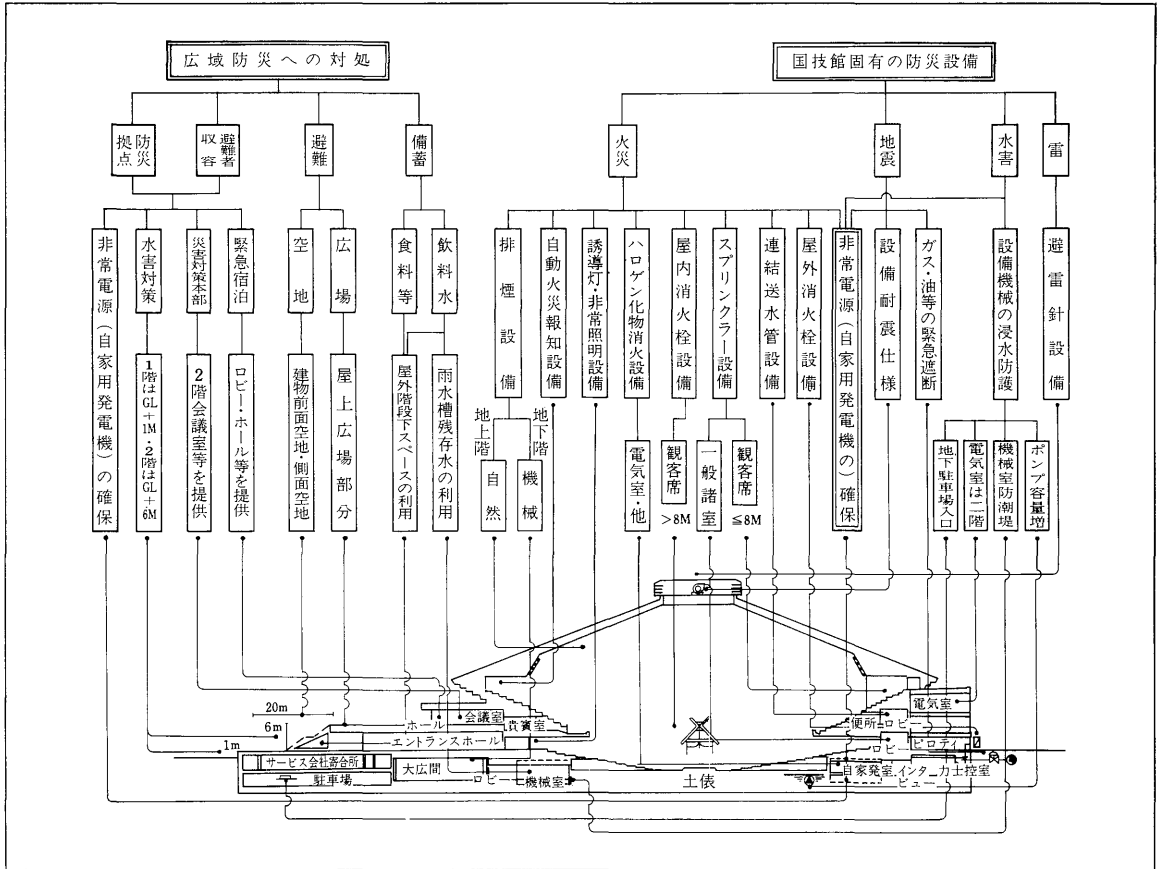 広域防災への対処
国技館固有の防災設備
防災拠点
避難者収容
避難
備蓄
火災
地震
水害
雷
非常電源（自家用発電機）の確保
水害対策
災害対策本部
緊急宿泊
空地
広場
食料等
飲料水
排煙設備
自動火災報知設備
誘導灯・非常照明設備
ハロゲン化物消火設備
屋内消火栓設備
スプリンクラー設備
連結送水管設備
屋外消火栓設備
非常電源（自家用発電機の）確保
設備耐震仕様
ガス・油等の緊急遮断
設備機械の浸水防護
避雷針設備
1階はGL＋1M・2階はGL＋6M
2階会議室等を提供
ロビー・ホール等を提供
建物前面空地・側面空地
屋上広場部分
屋外階段下スペースの利用
雨水槽残存水の利用
地上階
地下階
自然
機械
電気室・他
観客席
>8M
一般諸室
観客席
≦8M
地下駐車場入口
電気室は二階
機械室防潮堤
ポンプ容量増
20m
6m
1m
ホール
会議室
貴賓室
エントランスホール
サービス会社寄合所
駐車場
大広間
ロビー
機械室
土俵
電気室
便所
ロビー
ロビー
ピロティ
自家発室
インタービュー
力士控室